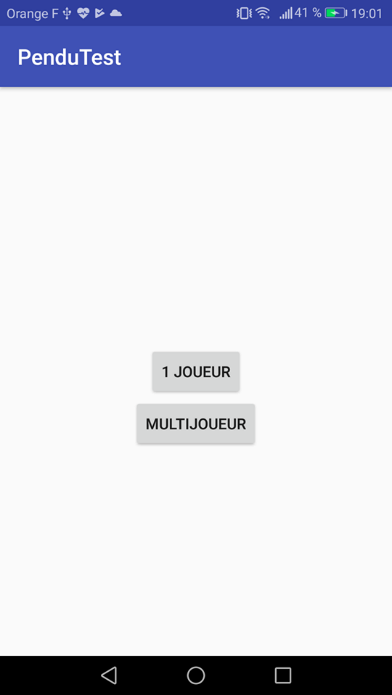 Orange F 41 % 19:01
PenduTest
1 JOUEUR
MULTIJOUEUR